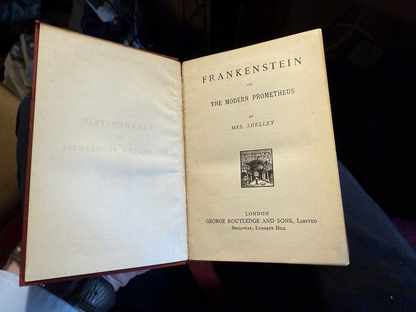 FRANKENSTEIN
OR
THE MODERN PROMETHEUS
BY
MRS. SHELLEY
LONDON
GEORGE ROUTLEDGE AND SONS, LIMITED
BROADWAY, LUDGATE HILL